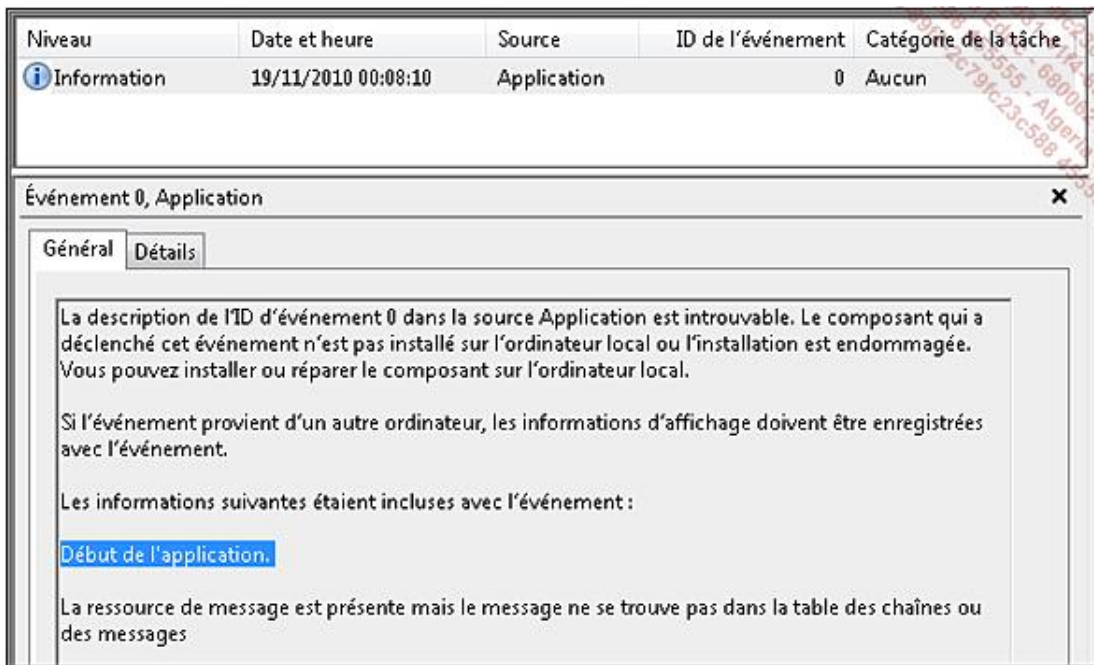 Niveau Date et heure Source ID de l'événement Catégorie de la tâche
Information 19/11/2010 00:08:10 Application 0 Aucun
Événement 0, Application
Général Détails
La description de l'ID d'événement 0 dans la source Application est introuvable. Le composant qui a
déclenché cet événement n'est pas installé sur l'ordinateur local ou l'installation est endommagée.
Vous pouvez installer ou réparer le composant sur l'ordinateur local.
Si l'événement provient d'un autre ordinateur, les informations d'affichage doivent être enregistrées
avec l'événement.
Les informations suivantes étaient incluses avec l'événement :
Début de l'application.
La ressource de message est présente mais le message ne se trouve pas dans la table des chaînes ou
des messages